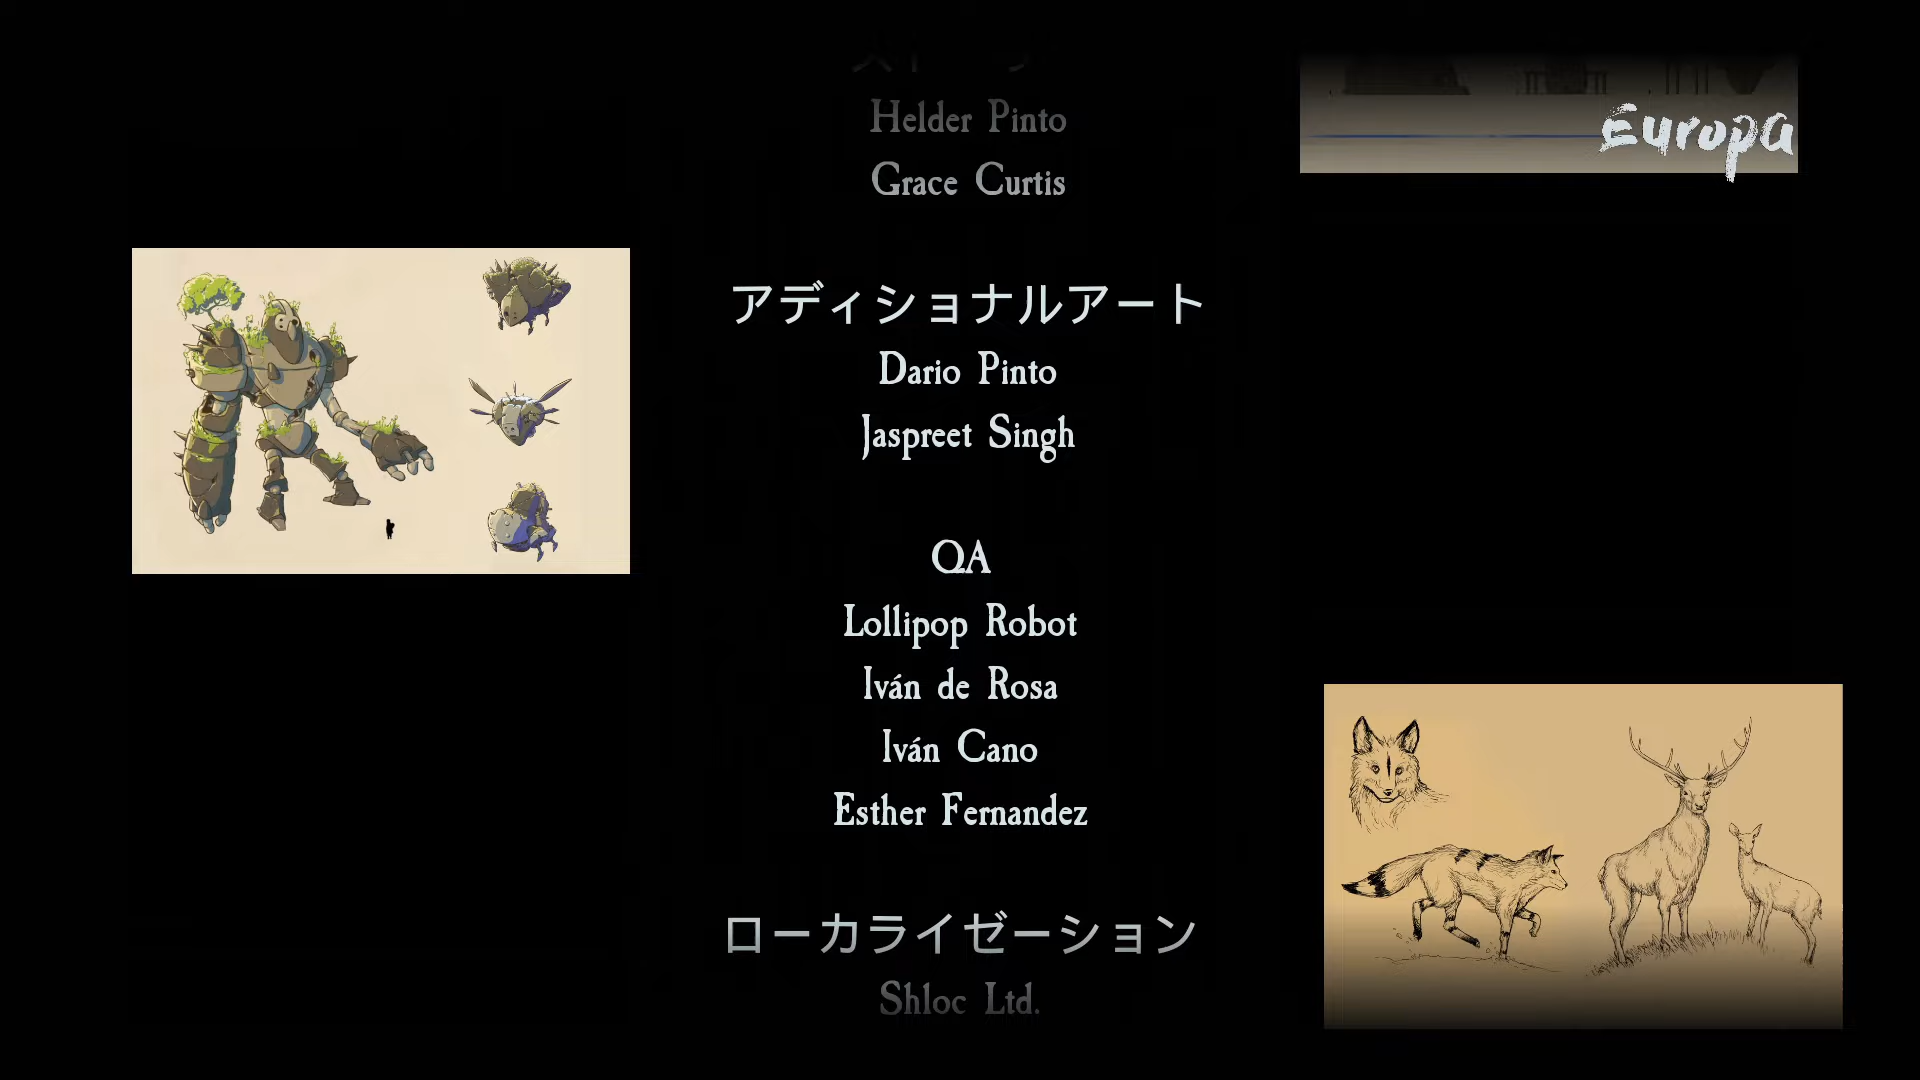 Helder Pinto
Grace Curtis
アディショナルアート
Dario Pinto
Jaspreet Singh
QA
Lollipop Robot
Iván de Rosa
Iván Cano
Esther Fernandez
ローカライゼーション
Shloc Ltd.
Europa